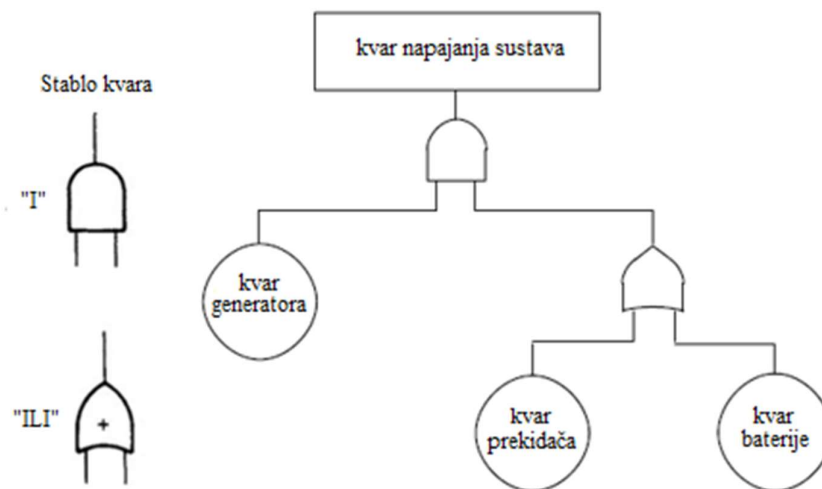 kvar napajanja sustava
Stablo kvara
"I"
kvar
generatora
"ILI"
+
kvar
prekidača
kvar
baterije